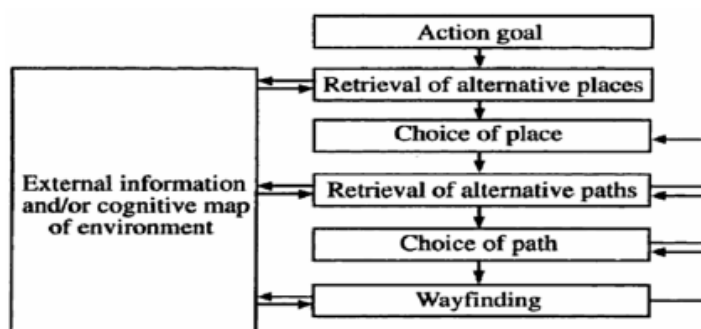 Action goal
Retrieval of alternative places
Choice of place
External information
and/or cognitive map
of environment
Retrieval of alternative paths
Choice of path
Wayfinding